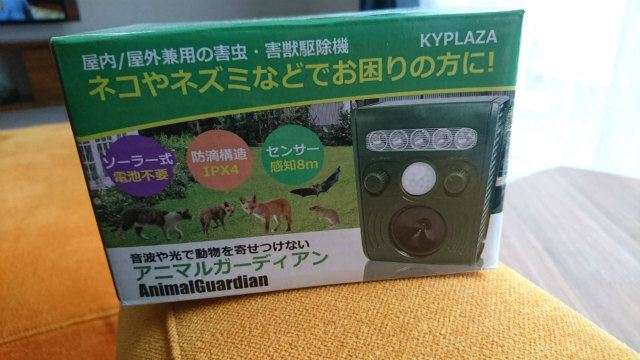 屋内/屋外兼用の害虫・害獣駆除機
KYPLAZA
ネコやネズミなどでお困りの方に!
ソーラー式
電池不要
防滴構造
IPX4
センサー
感知8m
音波や光で動物を寄せつけない
アニマルガーディアン
AnimalGuardian